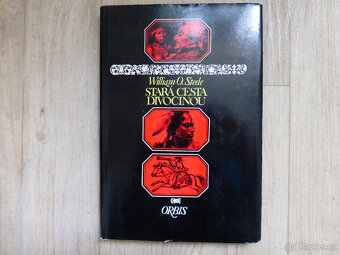 William O. Steele
STARÁ CESTA
DIVOČINOU
ORBIS